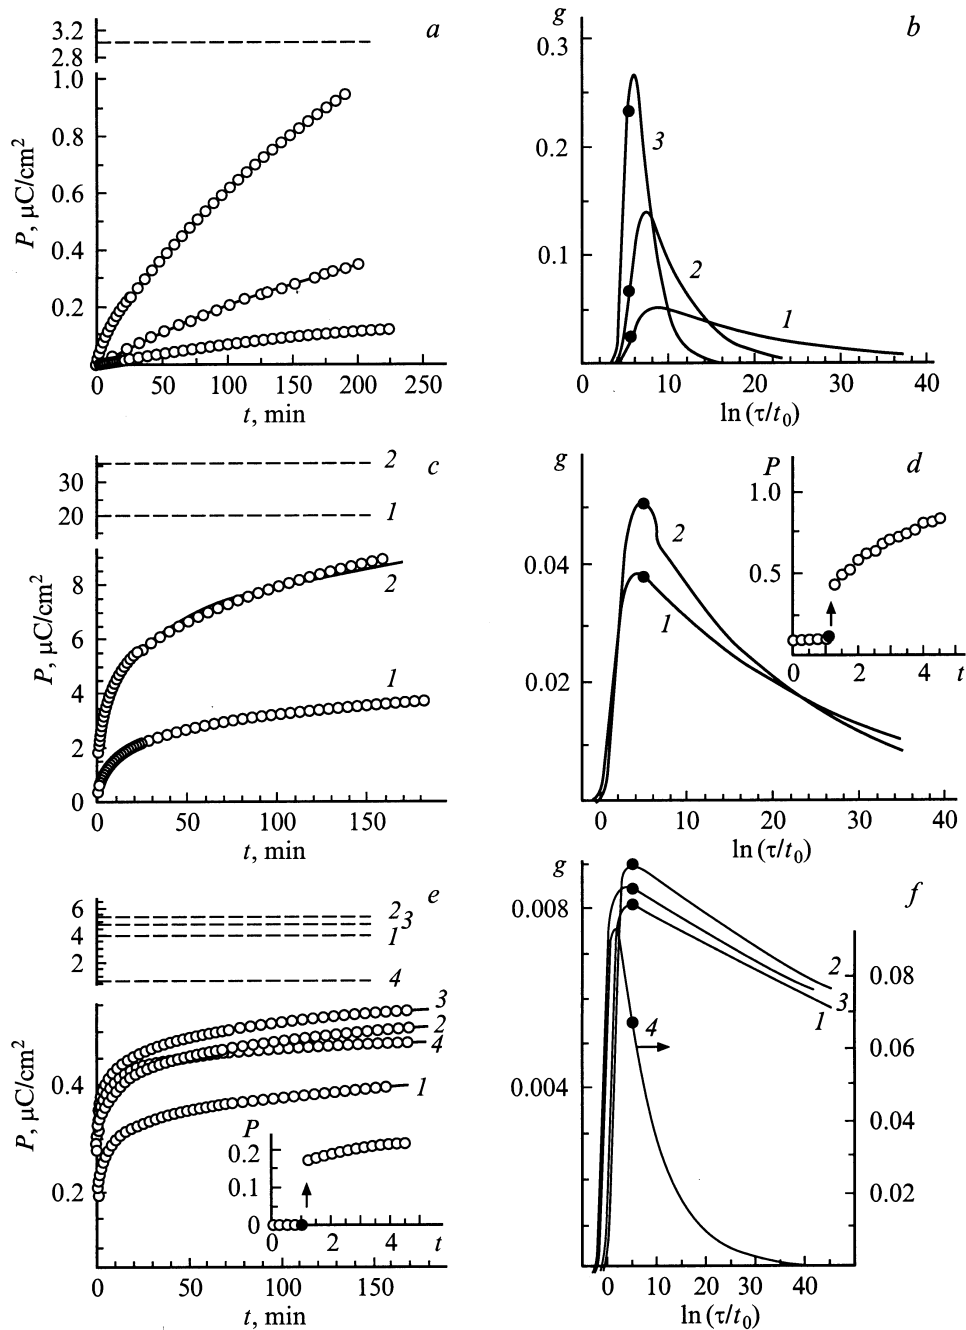 a
3.2
2.8
1.0
0.8
0.6
0.4
0.2
P, μC/cm²
0 50 100 150 200 250
t, min
b
g
0.3
0.2
0.1
3
2
1
0 10 20 30 40
ln (τ/t₀)
c
30
20
2
1
8
6
4
2
0
P, μC/cm²
2
1
0 50 100 150
t, min
d
g
0.04
0.02
2
1
0 10 20 30 40
ln (τ/t₀)
P
1.0
0.5
0 2 4 t
e
6
4
2
2
3
1
4
0.4
0.2
P, μC/cm²
3
2
4
1
0 50 100 150
t, min
P
0.2
0.1
0
2 4 t
f
g
0.008
0.004
2
3
1
4
0.08
0.06
0.04
0.02
0 10 20 30 40
ln (τ/t₀)